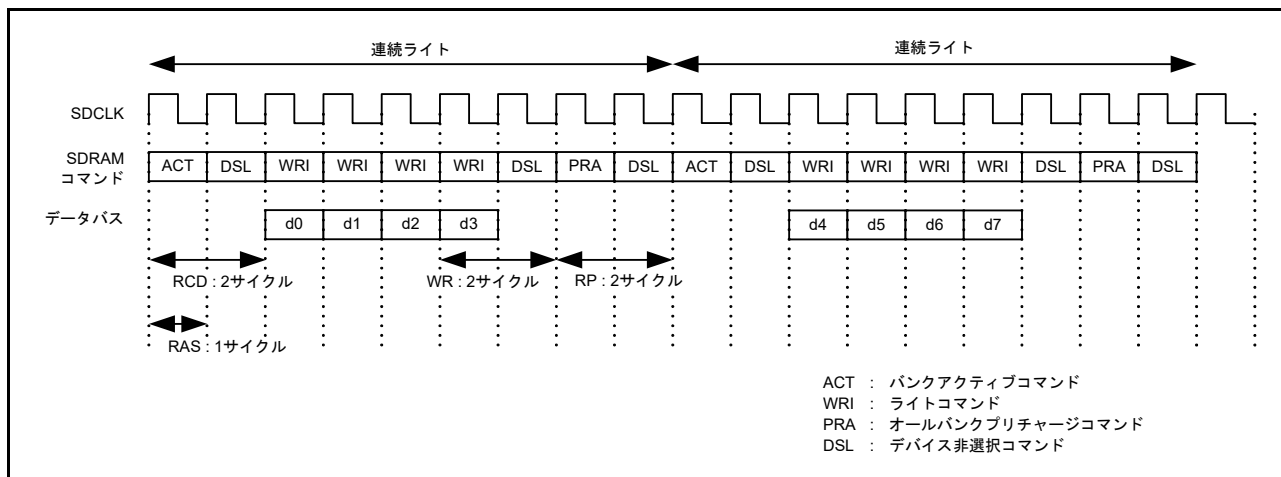 連続ライト 連続ライト
SDCLK
SDRAM
コマンド
ACT DSL WRI WRI WRI WRI DSL PRA DSL ACT DSL WRI WRI WRI WRI DSL PRA DSL
データバス d0 d1 d2 d3 d4 d5 d6 d7
RCD : 2サイクル WR : 2サイクル RP : 2サイクル
RAS : 1サイクル
ACT : バンクアクティブコマンド
WRI : ライトコマンド
PRA : オールバンクプリチャージコマンド
DSL : デバイス非選択コマンド